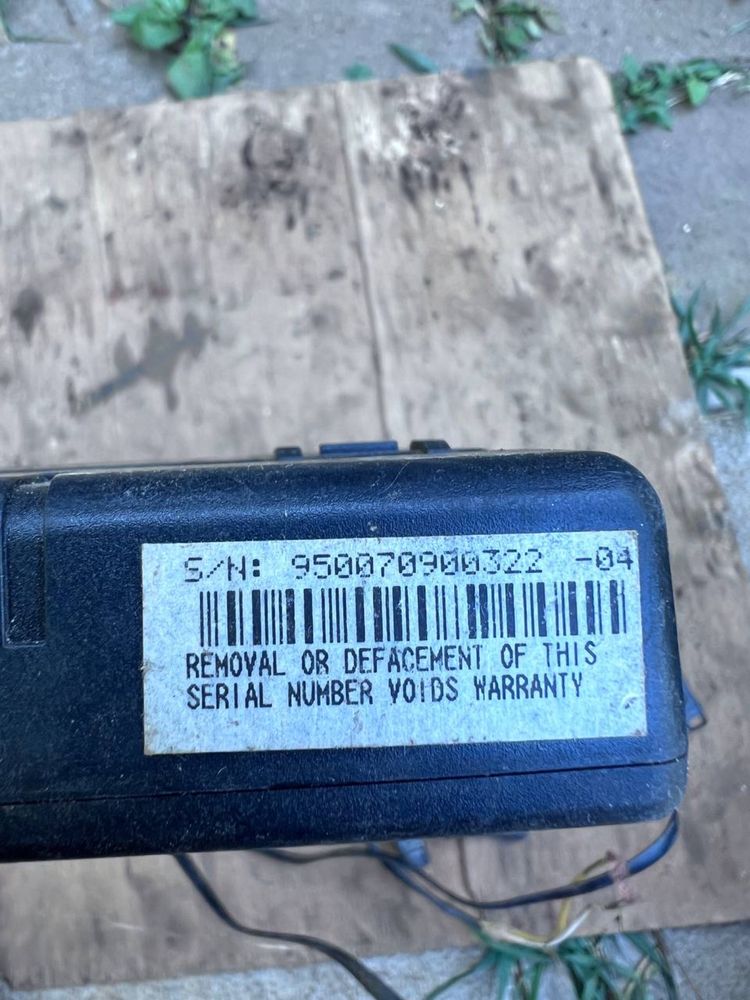 S/N: 950070900322 -04
REMOVAL OR DEFACEMENT OF THIS
SERIAL NUMBER VOIDS WARRANTY